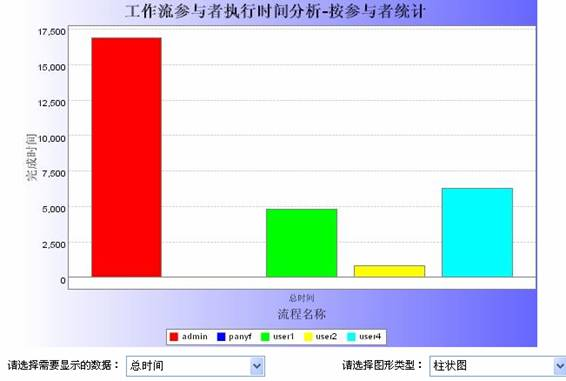 工作流参与者执行时间分析-按参与者统计
17,500
15,000
12,500
10,000
7,500
5,000
2,500
0
完成时间
总时间
流程名称
admin panyf user1 user2 user4
请选择需要显示的数据： 总时间 请选择图形类型： 柱状图